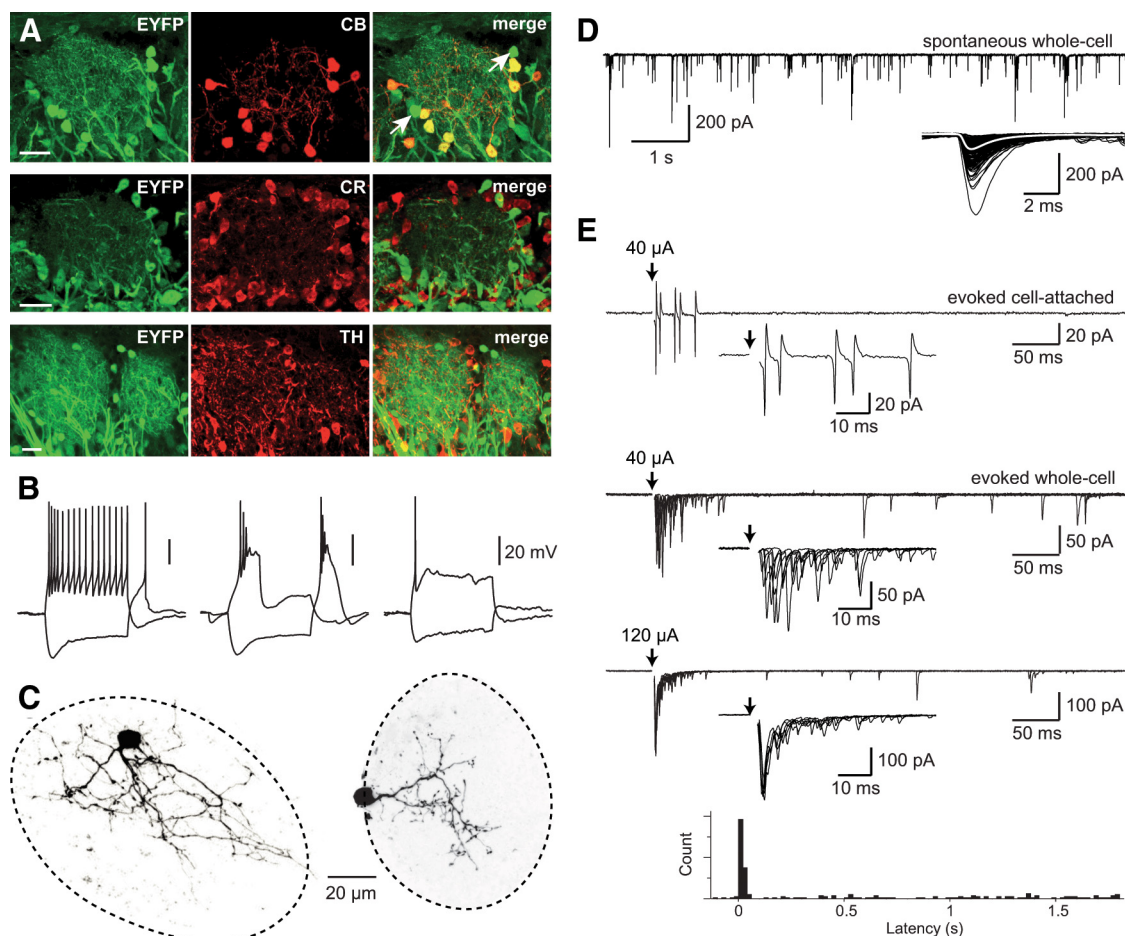 A
EYFP
CB
merge
EYFP
CR
merge
EYFP
TH
merge
B
20 mV
C
20 µm
D
spontaneous whole-cell
200 pA
1 s
200 pA
2 ms
E
40 µA
evoked cell-attached
20 pA
50 ms
20 pA
10 ms
40 µA
evoked whole-cell
50 pA
50 ms
50 pA
10 ms
120 µA
100 pA
50 ms
100 pA
10 ms
Count
0
0.5
1
1.5
Latency (s)